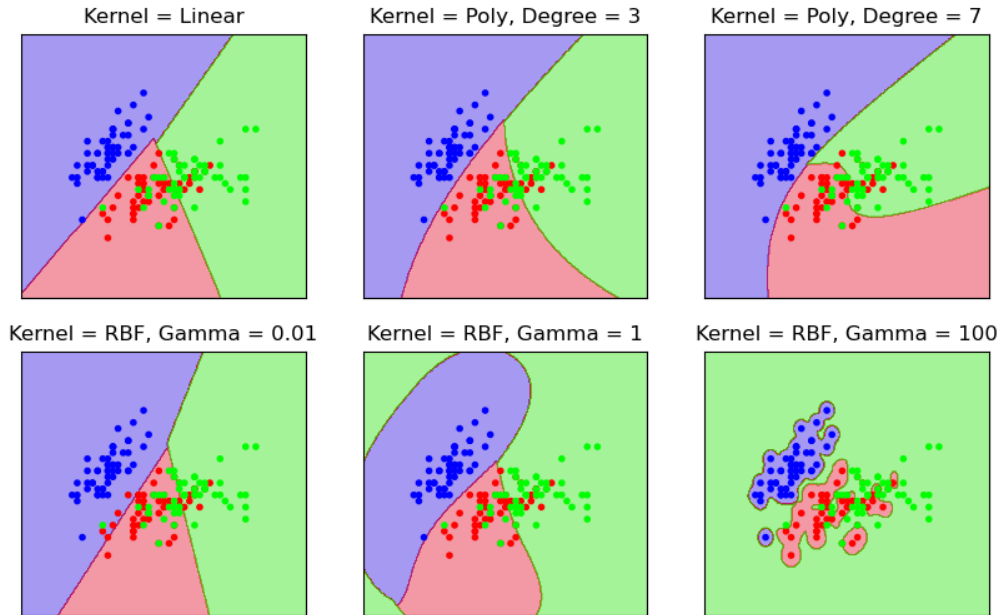 Kernel = Linear
Kernel = Poly, Degree = 3
Kernel = Poly, Degree = 7
Kernel = RBF, Gamma = 0.01
Kernel = RBF, Gamma = 1
Kernel = RBF, Gamma = 100